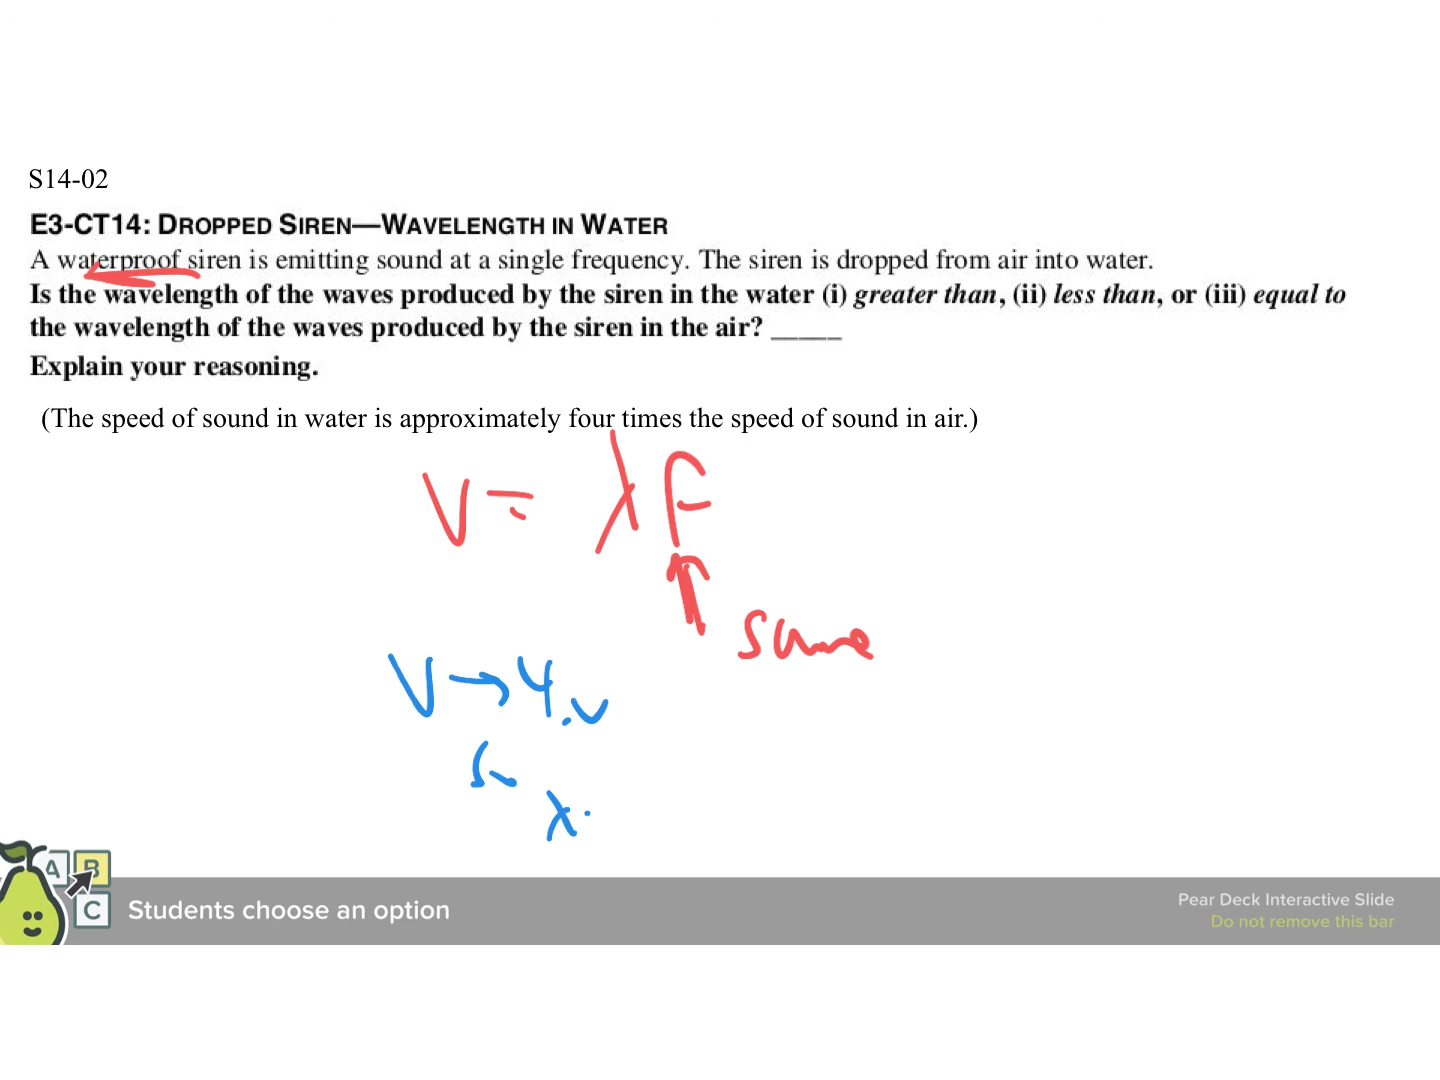 S14-02
E3-CT14: DROPPED SIREN—WAVELENGTH IN WATER
A waterproof siren is emitting sound at a single frequency. The siren is dropped from air into water.
Is the wavelength of the waves produced by the siren in the water (i) greater than, (ii) less than, or (iii) equal to
the wavelength of the waves produced by the siren in the air? _____
Explain your reasoning.
(The speed of sound in water is approximately four times the speed of sound in air.)
V = λ F
same
V → 4.v
λ.
A B
C
Students choose an option
Pear Deck Interactive Slide
Do not remove this bar